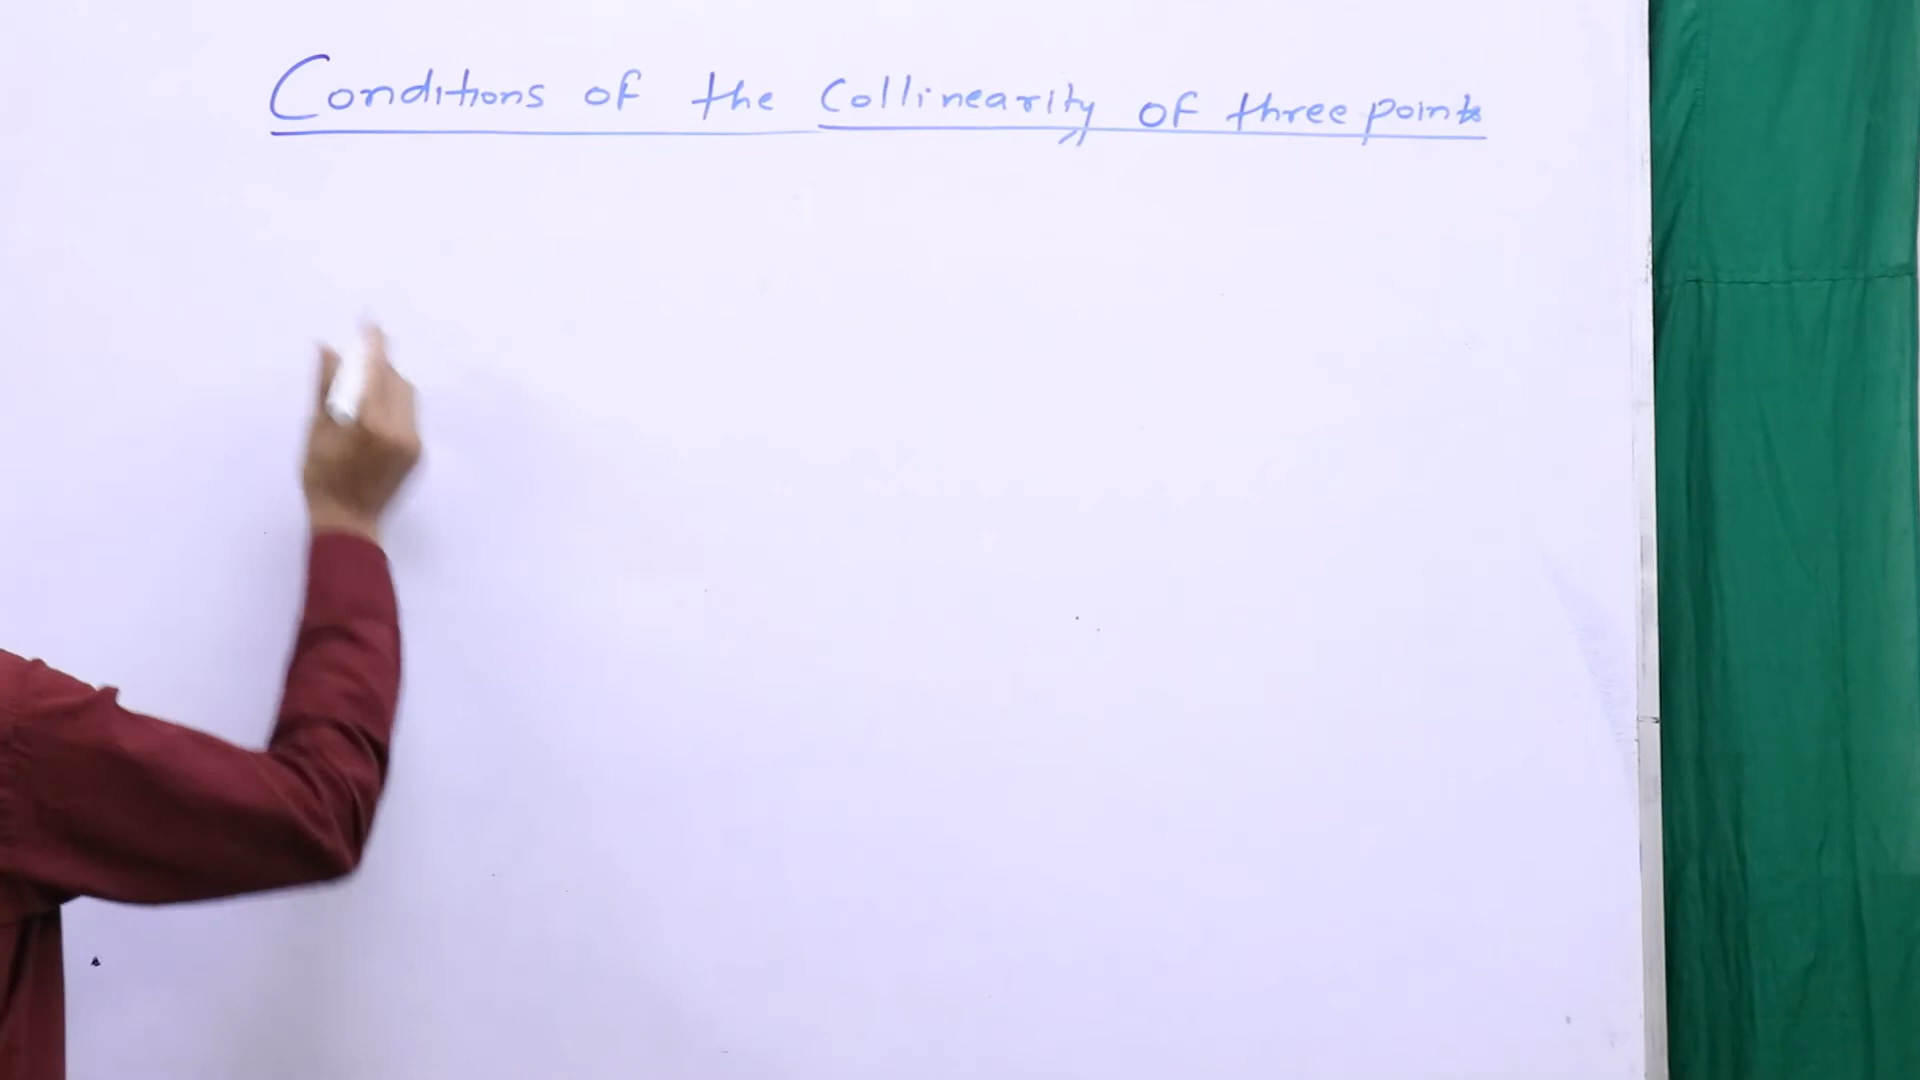 Conditions of the Collinearity of three points